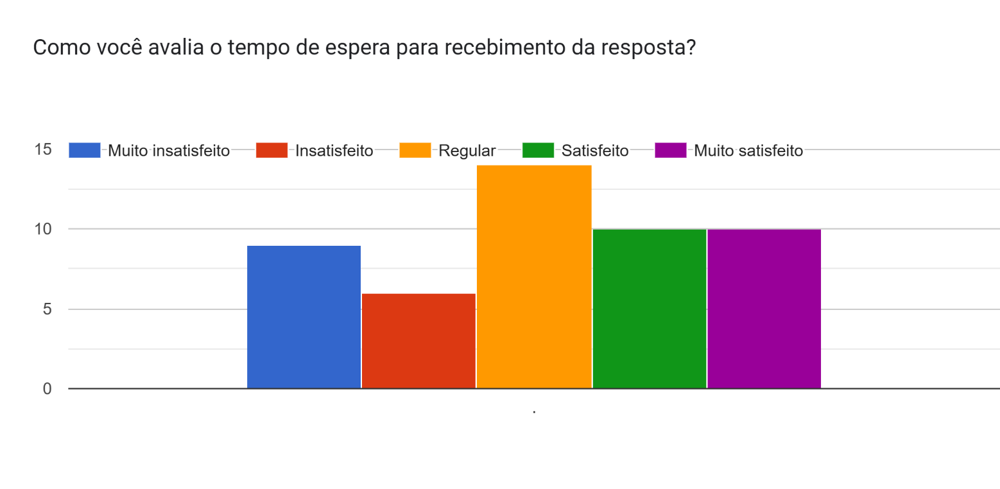 Como você avalia o tempo de espera para recebimento da resposta?
15 Muito insatisfeito Insatisfeito Regular Satisfeito Muito satisfeito
10
5
0
.